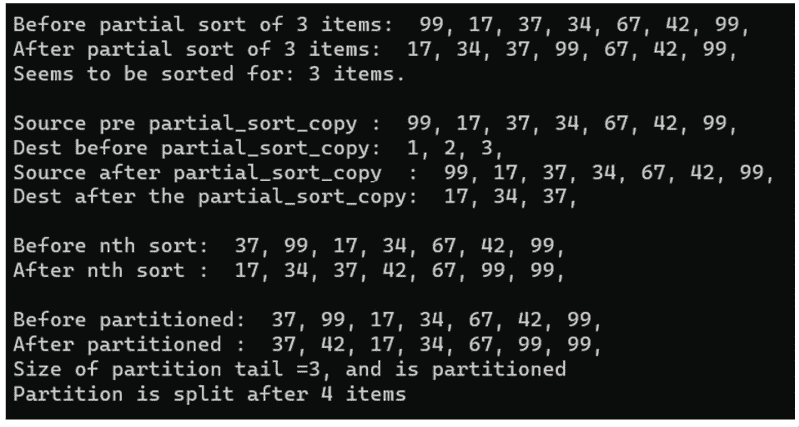 Before partial sort of 3 items:  99, 17, 37, 34, 67, 42, 99,
After partial sort of 3 items:  17, 34, 37, 99, 67, 42, 99,
Seems to be sorted for: 3 items.

Source pre partial_sort_copy :  99, 17, 37, 34, 67, 42, 99,
Dest before partial_sort_copy:  1, 2, 3,
Source after partial_sort_copy  :  99, 17, 37, 34, 67, 42, 99,
Dest after the partial_sort_copy:  17, 34, 37,

Before nth sort:  37, 99, 17, 34, 67, 42, 99,
After nth sort :  17, 34, 37, 42, 67, 99, 99,

Before partitioned:  37, 99, 17, 34, 67, 42, 99,
After partitioned :  37, 42, 17, 34, 67, 99, 99,
Size of partition tail =3, and is partitioned
Partition is split after 4 items